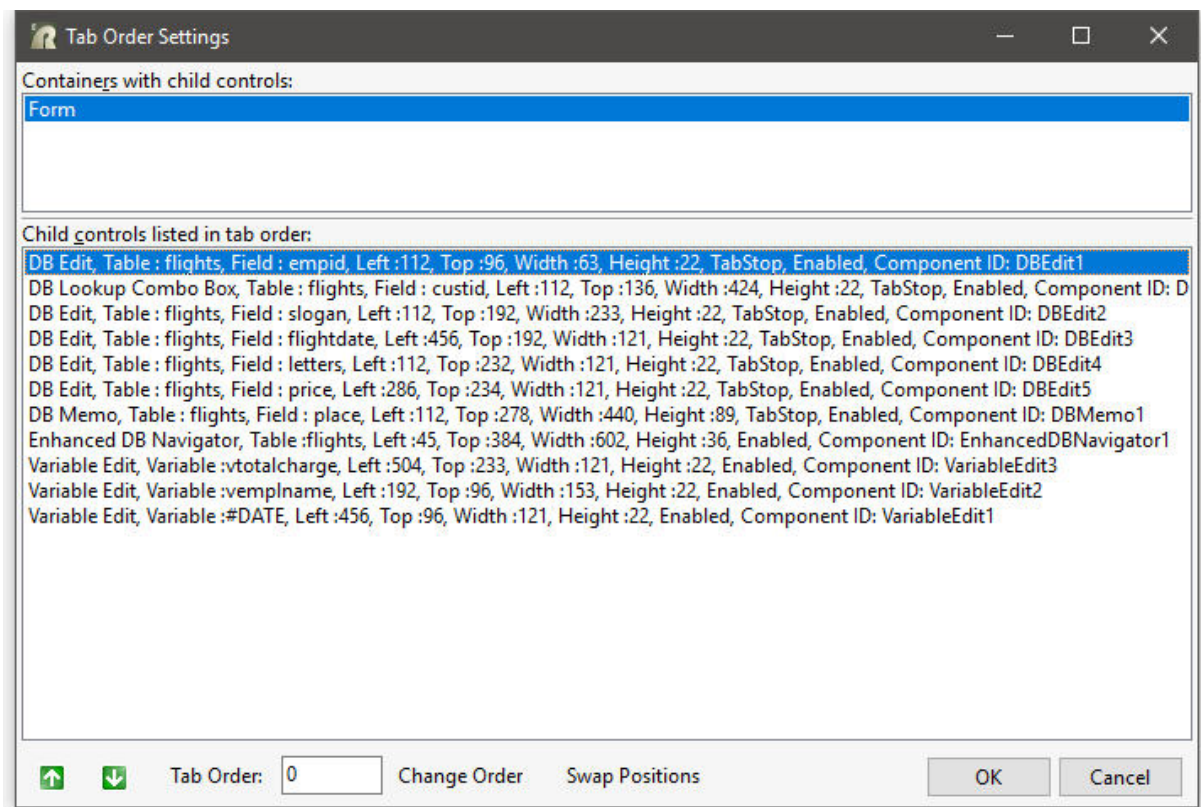 Tab Order Settings
Containers with child controls:
Form
Child controls listed in tab order:
DB Edit, Table : flights, Field : empid, Left :112, Top :96, Width :63, Height :22, TabStop, Enabled, Component ID: DBEdit1
DB Lookup Combo Box, Table : flights, Field : custid, Left :112, Top :136, Width :424, Height :22, TabStop, Enabled, Component ID: D
DB Edit, Table : flights, Field : slogan, Left :112, Top :192, Width :233, Height :22, TabStop, Enabled, Component ID: DBEdit2
DB Edit, Table : flights, Field : flightdate, Left :456, Top :192, Width :121, Height :22, TabStop, Enabled, Component ID: DBEdit3
DB Edit, Table : flights, Field : letters, Left :112, Top :232, Width :121, Height :22, TabStop, Enabled, Component ID: DBEdit4
DB Edit, Table : flights, Field : price, Left :286, Top :234, Width :121, Height :22, TabStop, Enabled, Component ID: DBEdit5
DB Memo, Table : flights, Field : place, Left :112, Top :278, Width :440, Height :89, TabStop, Enabled, Component ID: DBMemo1
Enhanced DB Navigator, Table :flights, Left :45, Top :384, Width :602, Height :36, Enabled, Component ID: EnhancedDBNavigator1
Variable Edit, Variable :vtotalcharge, Left :504, Top :233, Width :121, Height :22, Enabled, Component ID: VariableEdit3
Variable Edit, Variable :vemplname, Left :192, Top :96, Width :153, Height :22, Enabled, Component ID: VariableEdit2
Variable Edit, Variable :#DATE, Left :456, Top :96, Width :121, Height :22, Enabled, Component ID: VariableEdit1
Tab Order: 0 Change Order Swap Positions OK Cancel